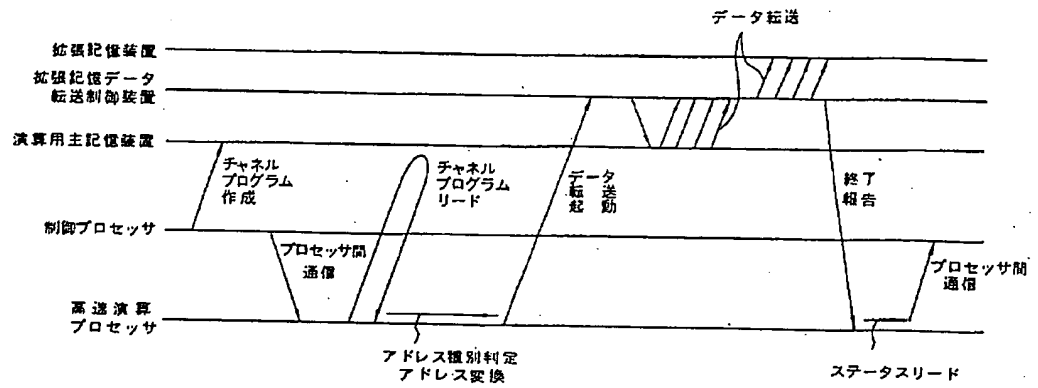 データ転送
拡張記憶装置
拡張記憶データ
転送制御装置
演算用主記憶装置
チャネル
プログラム
作成
チャネル
プログラム
リード
データ
転送
起動
終了
報告
制御プロセッサ
プロセッサ間
通信
プロセッサ間
通信
高速演算
プロセッサ
アドレス種別判定
アドレス変換
ステータスリード